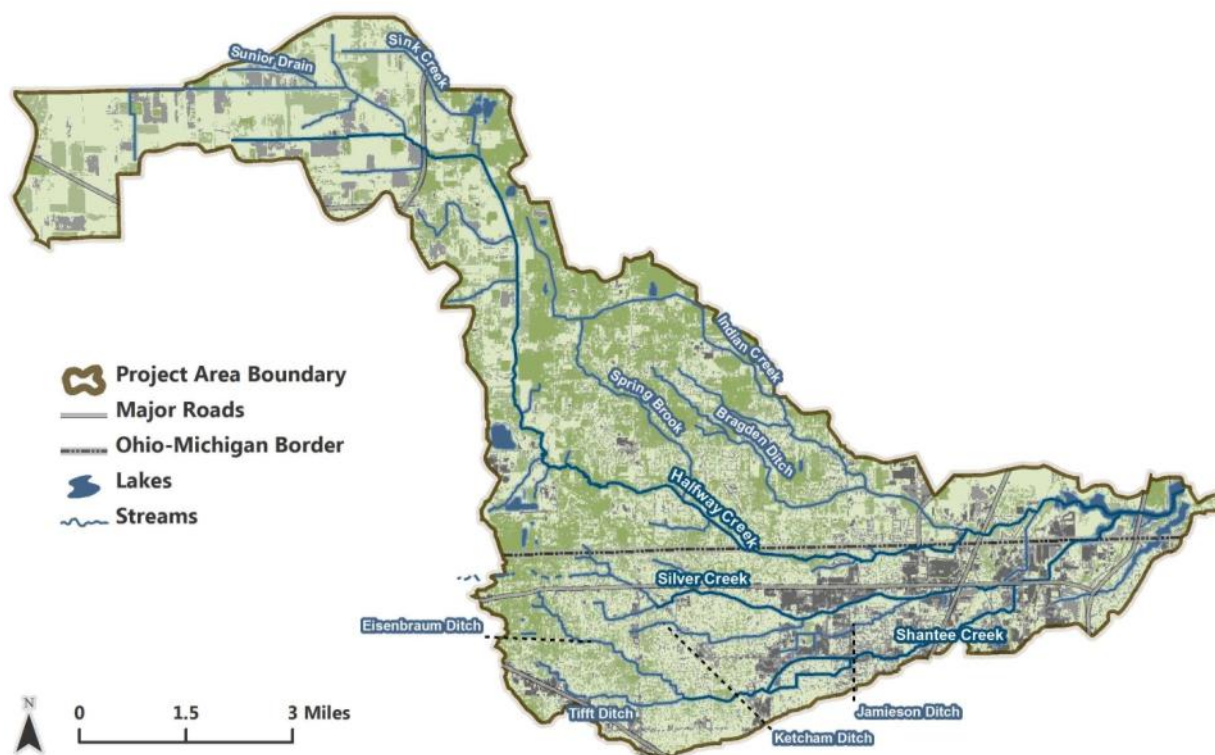 Sunior Drain
Sink Creek
Indian Creek
Spring Brook
Bragden Ditch
Halfway Creek
Silver Creek
Eisenbraum Ditch
Shantee Creek
Tifft Ditch
Jamieson Ditch
Ketcham Ditch
Project Area Boundary
Major Roads
Ohio-Michigan Border
Lakes
Streams
N
0 1.5 3 Miles